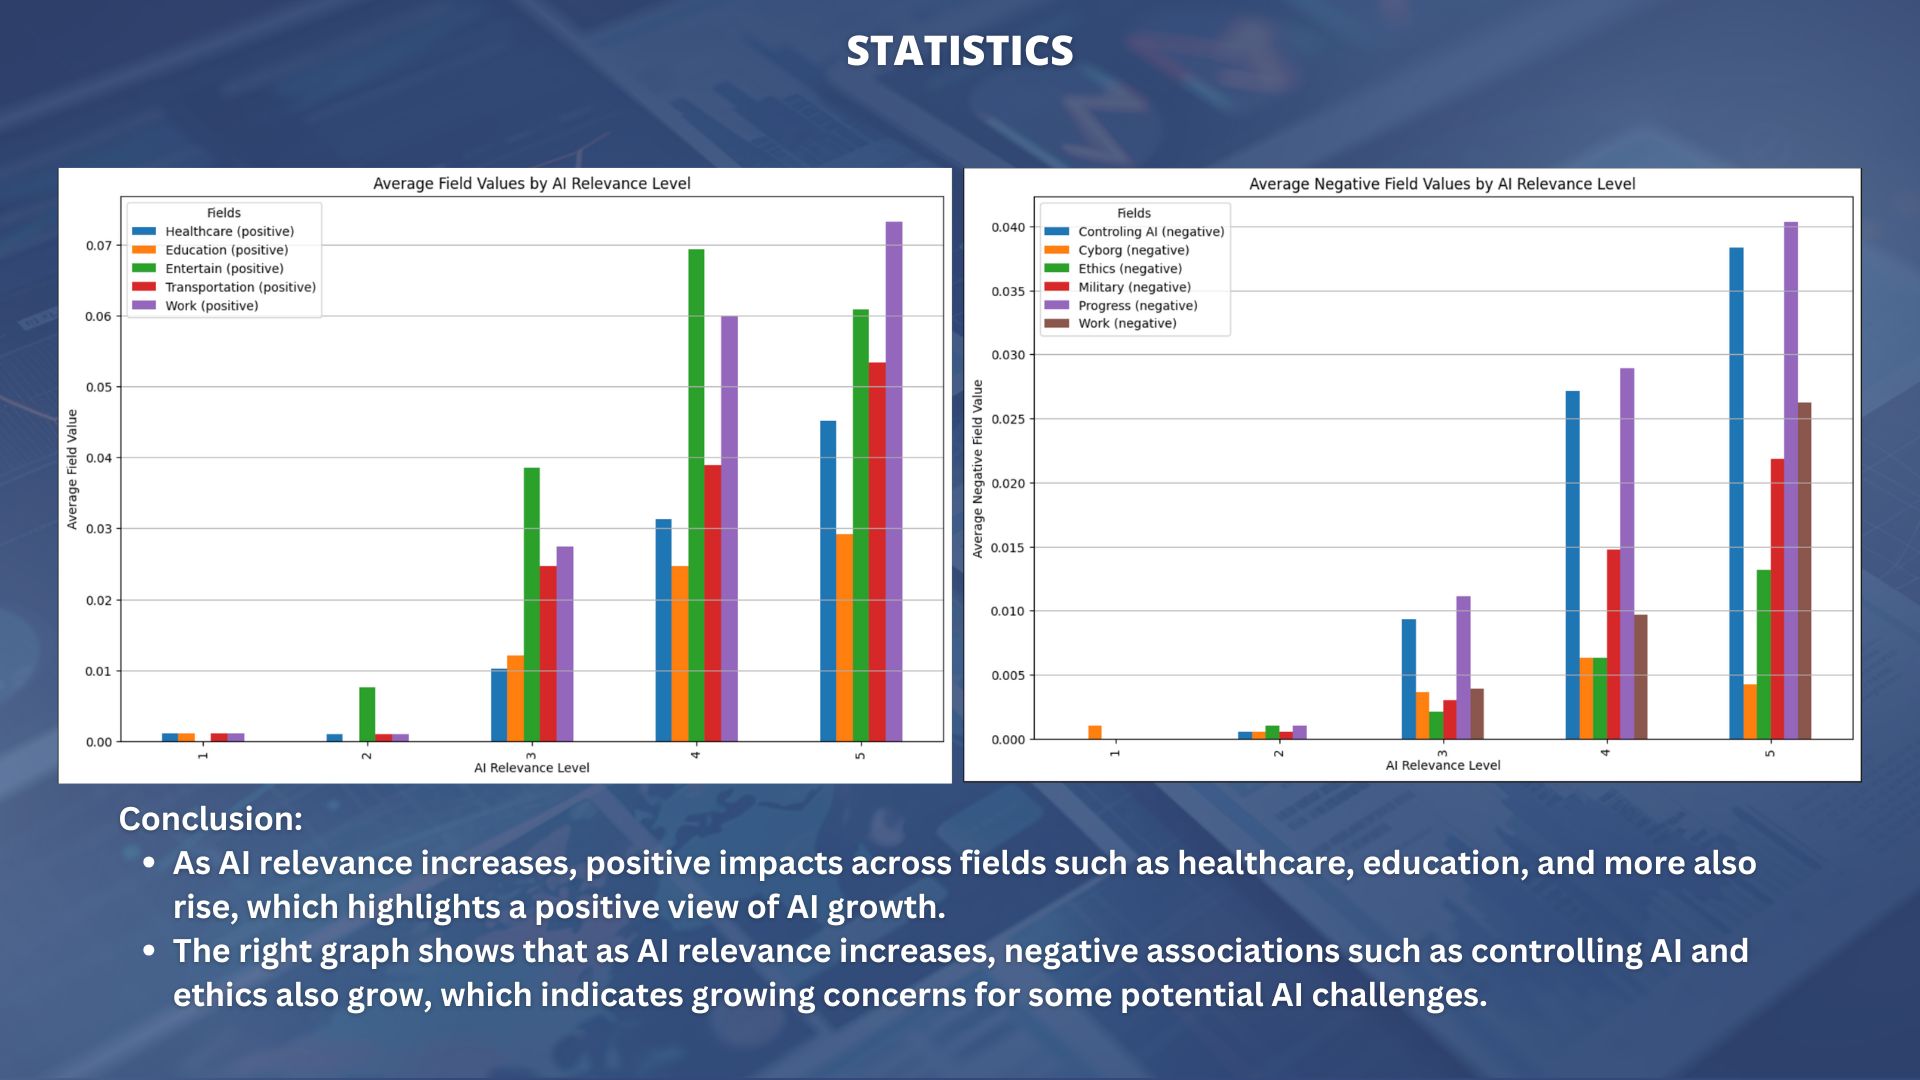 STATISTICS
Average Field Values by AI Relevance Level
Fields
Healthcare (positive)
Education (positive)
Entertain (positive)
Transportation (positive)
Work (positive)
Average Field Value
0.07
0.06
0.05
0.04
0.03
0.02
0.01
0.00
1
2
3
4
5
AI Relevance Level
Average Negative Field Values by AI Relevance Level
Fields
Controling AI (negative)
Cyborg (negative)
Ethics (negative)
Military (negative)
Progress (negative)
Work (negative)
Average Negative Field Value
0.040
0.035
0.030
0.025
0.020
0.015
0.010
0.005
0.000
1
2
3
4
5
AI Relevance Level
Conclusion:
• As AI relevance increases, positive impacts across fields such as healthcare, education, and more also
rise, which highlights a positive view of AI growth.
• The right graph shows that as AI relevance increases, negative associations such as controlling AI and
ethics also grow, which indicates growing concerns for some potential AI challenges.